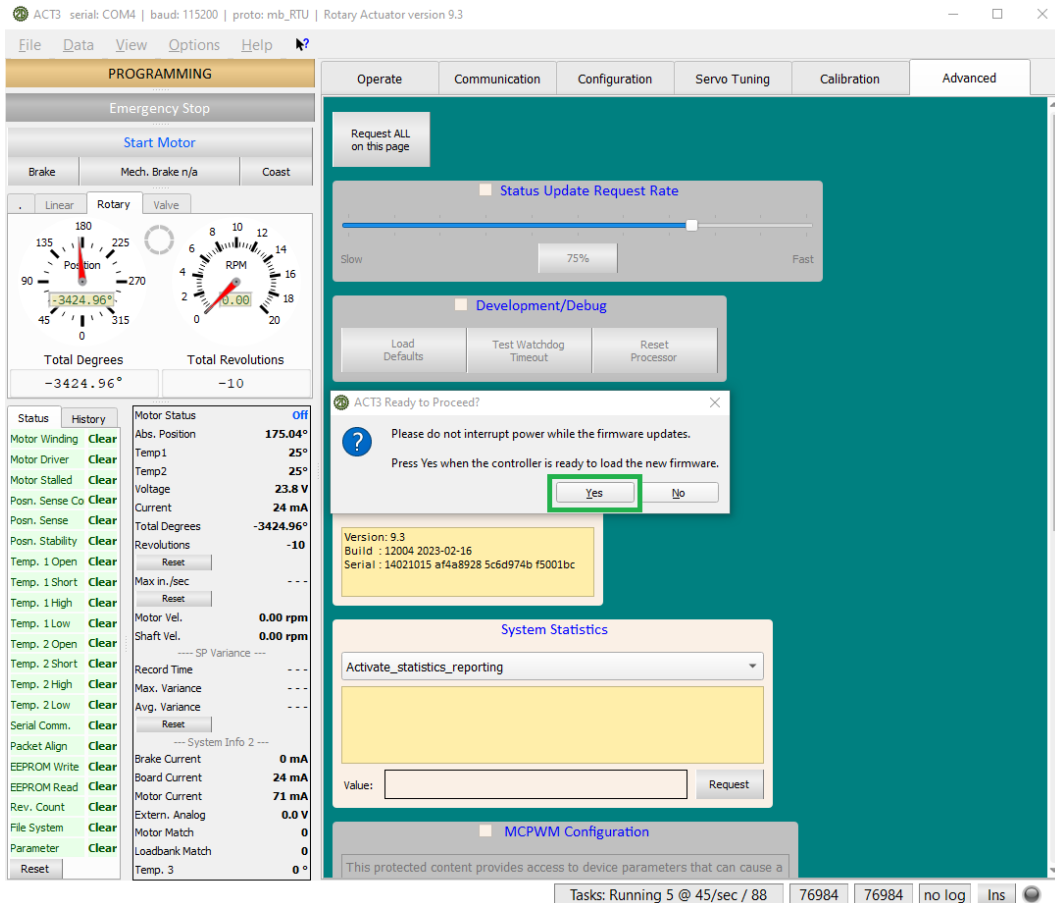 ACT3 serial: COM4 | baud: 115200 | proto: mb_RTU | Rotary Actuator version 9.3
File Data View Options Help
PROGRAMMING
Emergency Stop
Start Motor
Brake Mech. Brake n/a Coast
. Linear Rotary Valve
180
135 225
Position
90 270
-3424.96°
45 315
0
10
8 12
6 14
4 RPM 16
2 0.00 18
0 20
Total Degrees Total Revolutions
-3424.96° -10
Status History
Motor Winding Clear
Motor Driver Clear
Motor Stalled Clear
Posn. Sense Co Clear
Posn. Sense Clear
Posn. Stability Clear
Temp. 1 Open Clear
Temp. 1 Short Clear
Temp. 1 High Clear
Temp. 1 Low Clear
Temp. 2 Open Clear
Temp. 2 Short Clear
Temp. 2 High Clear
Temp. 2 Low Clear
Serial Comm. Clear
Packet Align Clear
EEPROM Write Clear
EEPROM Read Clear
Rev. Count Clear
File System Clear
Parameter Clear
Reset
Motor Status Off
Abs. Position 175.04°
Temp1 25°
Temp2 25°
Voltage 23.8 V
Current 24 mA
Total Degrees -3424.96°
Revolutions -10
Reset
Max in./sec - - -
Reset
Motor Vel. 0.00 rpm
Shaft Vel. 0.00 rpm
---- SP Variance ---
Record Time - - -
Max. Variance - - -
Avg. Variance - - -
Reset
--- System Info 2 ---
Brake Current 0 mA
Board Current 24 mA
Motor Current 71 mA
Extern. Analog 0.0 V
Motor Match 0
Loadbank Match 0
Temp. 3 0 °
Operate Communication Configuration Servo Tuning Calibration Advanced
Request ALL
on this page
Status Update Request Rate
Slow 75% Fast
Development/Debug
Load
Defaults
Test Watchdog
Timeout
Reset
Processor
ACT3 Ready to Proceed?
Please do not interrupt power while the firmware updates.
Press Yes when the controller is ready to load the new firmware.
Yes No
Version: 9.3
Build : 12004 2023-02-16
Serial : 14021015 af4a8928 5c6d974b f5001bc
System Statistics
Activate_statistics_reporting
Value: Request
MCPWM Configuration
This protected content provides access to device parameters that can cause a
Tasks: Running 5 @ 45/sec / 88 76984 76984 no log Ins